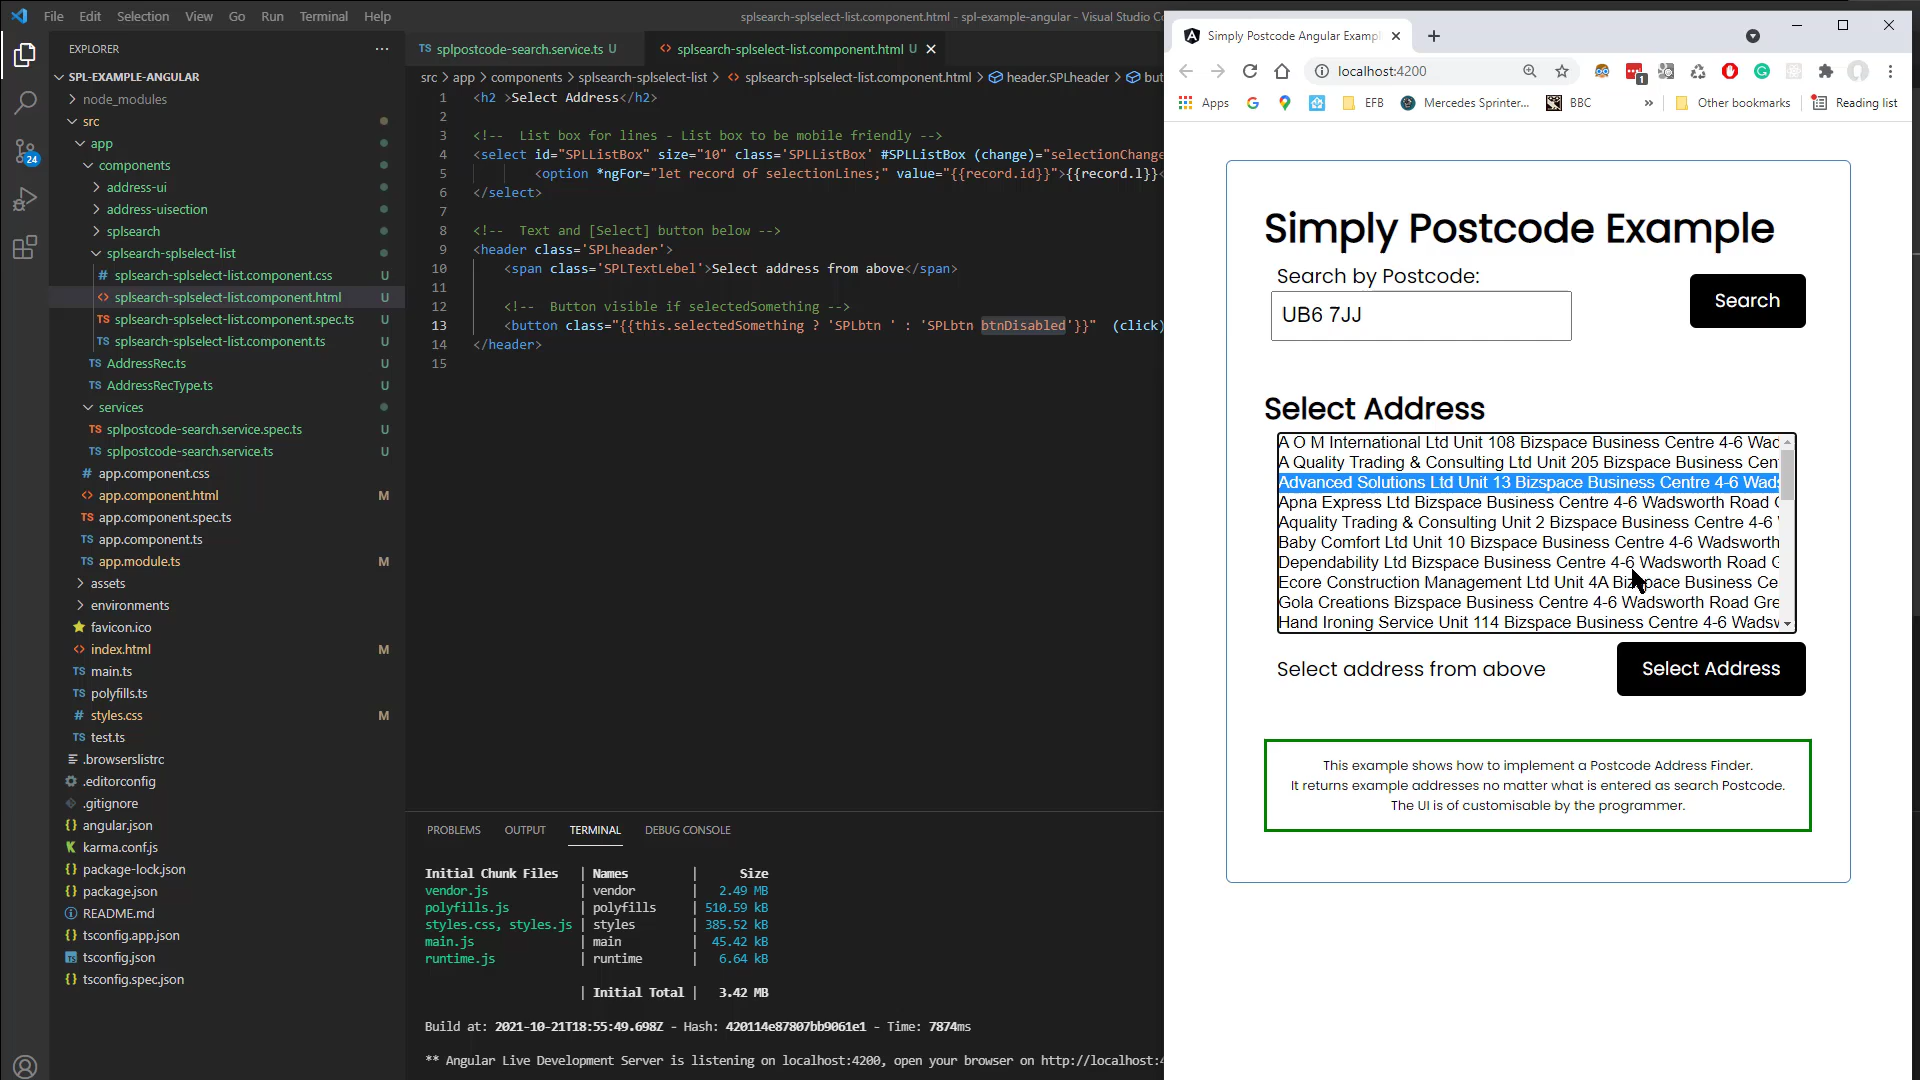 File Edit Selection View Go Run Terminal Help
splsearch-splselect-list.component.html - spl-example-angular - Visual Studio Co
EXPLORER ...
SPL-EXAMPLE-ANGULAR
node_modules
src
app
components
address-ui
address-uisection
splsearch
splsearch-splselect-list
splsearch-splselect-list.component.css U
splsearch-splselect-list.component.html U
splsearch-splselect-list.component.spec.ts U
splsearch-splselect-list.component.ts U
AddressRec.ts U
AddressRecType.ts U
services
splpostcode-search.service.spec.ts U
splpostcode-search.service.ts U
app.component.css
app.component.html M
app.component.spec.ts
app.component.ts
app.module.ts M
assets
environments
favicon.ico
index.html M
main.ts
polyfills.ts
styles.css M
test.ts
.browserslistrc
.editorconfig
.gitignore
angular.json
karma.conf.js
package-lock.json
package.json
README.md
tsconfig.app.json
tsconfig.json
tsconfig.spec.json
24
splpostcode-search.service.ts U
splsearch-splselect-list.component.html U
src > app > components > splsearch-splselect-list > splsearch-splselect-list.component.html > header.SPLheader > but
1 <h2 >Select Address</h2>
2
3 <!--  List box for lines - List box to be mobile friendly -->
4 <select id="SPLListBox" size="10" class='SPLListBox' #SPLListBox (change)="selectionChange
5 <option *ngFor="let record of selectionLines;" value="{{record.id}}">{{record.l}}<
6 </select>
7
8 <!--  Text and [Select] button below -->
9 <header class='SPLheader'>
10 <span class='SPLTextLebel'>Select address from above</span>
11
12 <!--  Button visible if selectedSomething -->
13 <button class="{{this.selectedSomething ? 'SPLbtn ' : 'SPLbtn btnDisabled'}}"  (click)
14 </header>
15
PROBLEMS OUTPUT TERMINAL DEBUG CONSOLE
Initial Chunk Files | Names | Size
vendor.js | vendor | 2.49 MB
polyfills.js | polyfills | 510.59 kB
styles.css, styles.js | styles | 385.52 kB
main.js | main | 45.42 kB
runtime.js | runtime | 6.64 kB
| Initial Total | 3.42 MB
Build at: 2021-10-21T18:55:49.698Z - Hash: 420114e87807bb9061e1 - Time: 7874ms
** Angular Live Development Server is listening on localhost:4200, open your browser on http://localhost:4
Simply Postcode Angular Exampl
localhost:4200
1
Apps EFB Mercedes Sprinter... BBC » Other bookmarks Reading list
Simply Postcode Example
Search by Postcode:
UB6 7JJ
Search
Select Address
A O M International Ltd Unit 108 Bizspace Business Centre 4-6 Wad
A Quality Trading & Consulting Ltd Unit 205 Bizspace Business Cen
Advanced Solutions Ltd Unit 13 Bizspace Business Centre 4-6 Wads
Apna Express Ltd Bizspace Business Centre 4-6 Wadsworth Road G
Aquality Trading & Consulting Unit 2 Bizspace Business Centre 4-6
Baby Comfort Ltd Unit 10 Bizspace Business Centre 4-6 Wadsworth
Dependability Ltd Bizspace Business Centre 4-6 Wadsworth Road G
Ecore Construction Management Ltd Unit 4A Bizspace Business Ce
Gola Creations Bizspace Business Centre 4-6 Wadsworth Road Gre
Hand Ironing Service Unit 114 Bizspace Business Centre 4-6 Wadsw
Select address from above
Select Address
This example shows how to implement a Postcode Address Finder.
It returns example addresses no matter what is entered as search Postcode.
The UI is of customisable by the programmer.